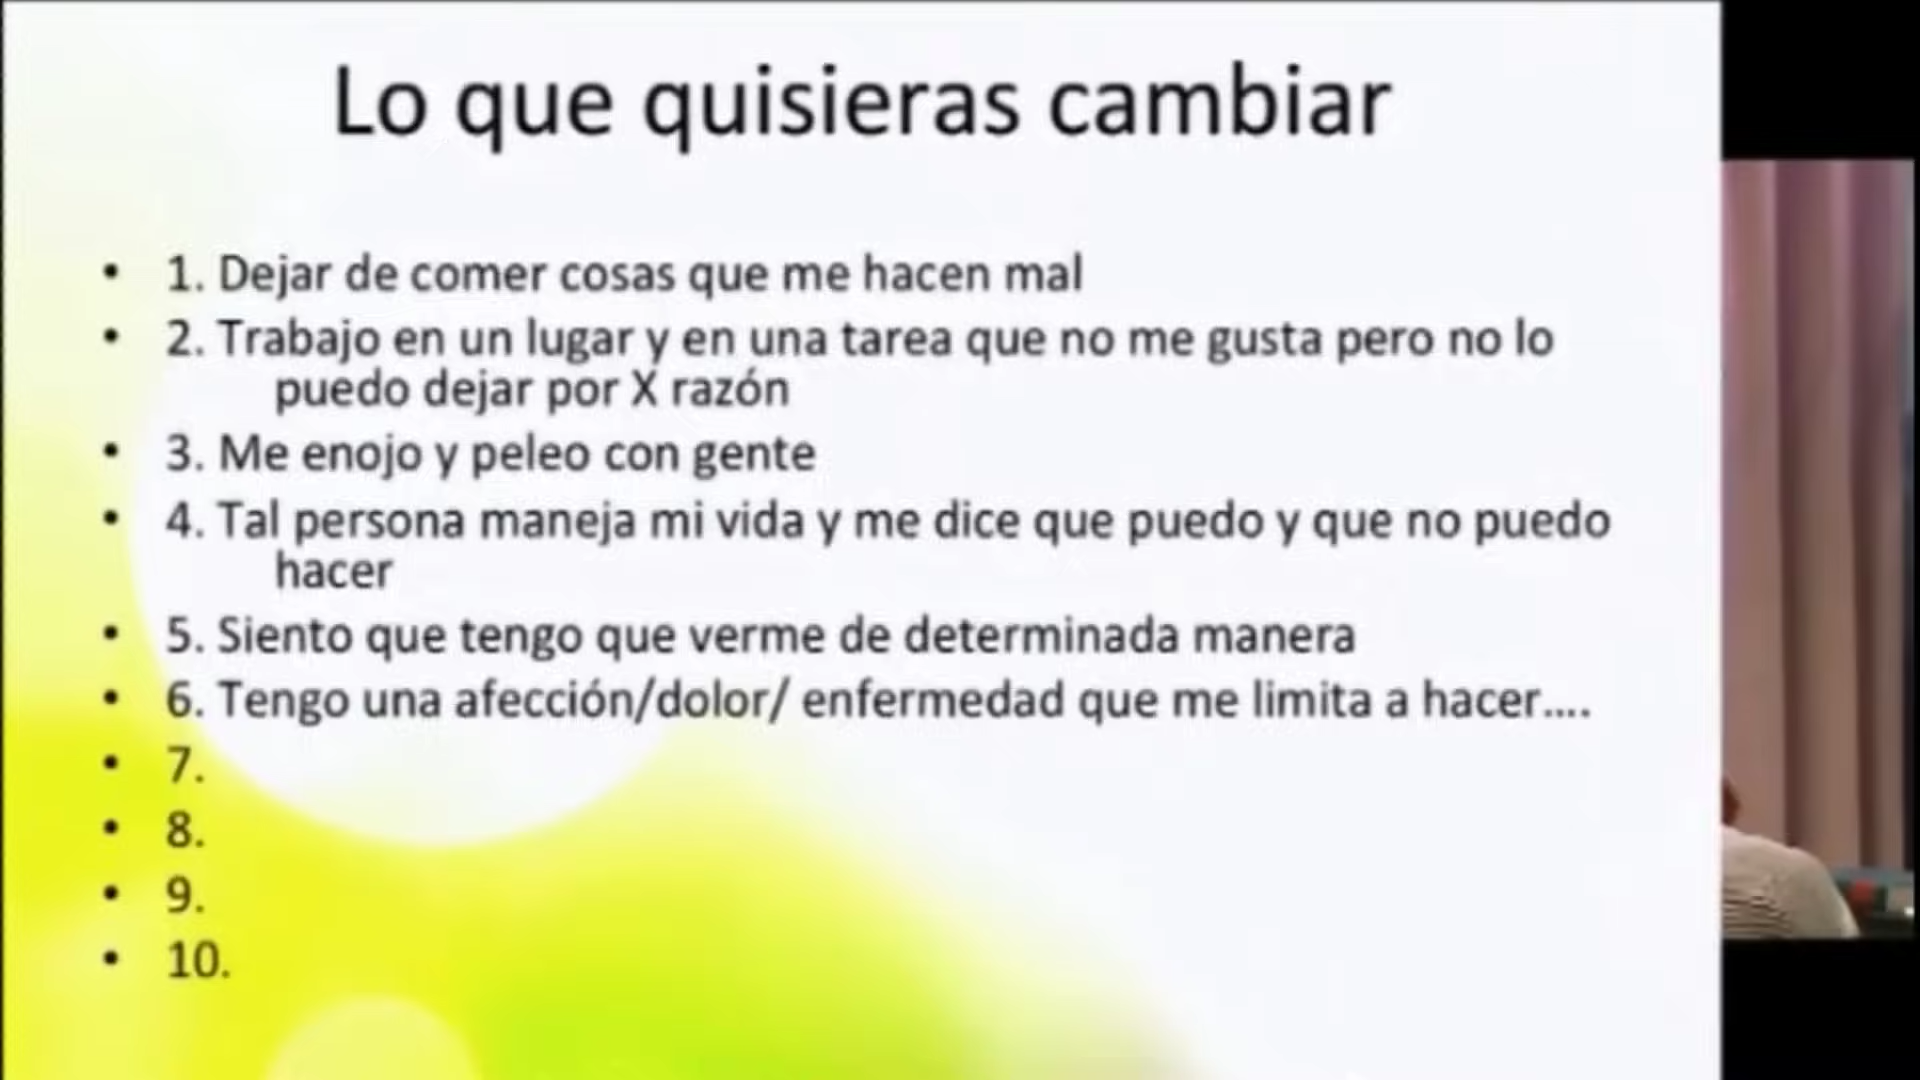 Lo que quisieras cambiar
• 1. Dejar de comer cosas que me hacen mal
• 2. Trabajo en un lugar y en una tarea que no me gusta pero no lo
puedo dejar por X razón
• 3. Me enojo y peleo con gente
• 4. Tal persona maneja mi vida y me dice que puedo y que no puedo
hacer
• 5. Siento que tengo que verme de determinada manera
• 6. Tengo una afección/dolor/ enfermedad que me limita a hacer....
• 7.
• 8.
• 9.
• 10.